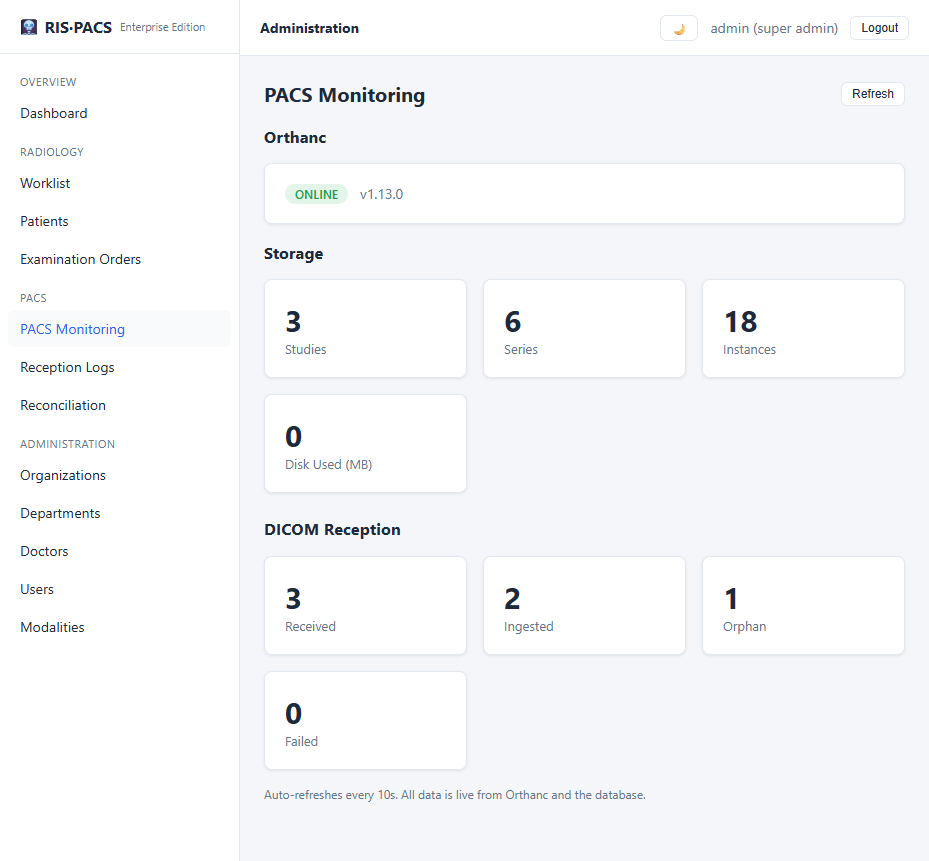 RIS·PACS Enterprise Edition
Administration
admin (super admin)
Logout
OVERVIEW
Dashboard
RADIOLOGY
Worklist
Patients
Examination Orders
PACS
PACS Monitoring
Reception Logs
Reconciliation
ADMINISTRATION
Organizations
Departments
Doctors
Users
Modalities
PACS Monitoring
Refresh
Orthanc
ONLINE v1.13.0
Storage
3
Studies
6
Series
18
Instances
0
Disk Used (MB)
DICOM Reception
3
Received
2
Ingested
1
Orphan
0
Failed
Auto-refreshes every 10s. All data is live from Orthanc and the database.